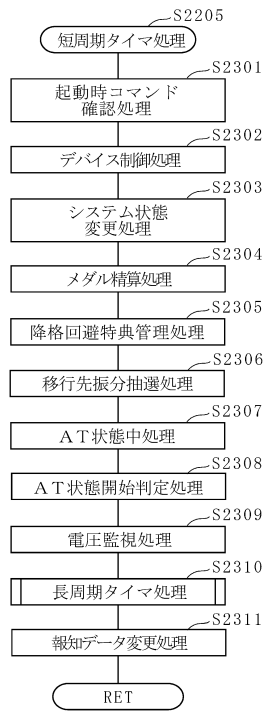 S2205
短周期タイマ処理
S2301
起動時コマンド
確認処理
S2302
デバイス制御処理
S2303
システム状態
変更処理
S2304
メダル精算処理
S2305
降格回避特典管理処理
S2306
移行先振分抽選処理
S2307
AT状態中処理
S2308
AT状態開始判定処理
S2309
電圧監視処理
S2310
長周期タイマ処理
S2311
報知データ変更処理
RET